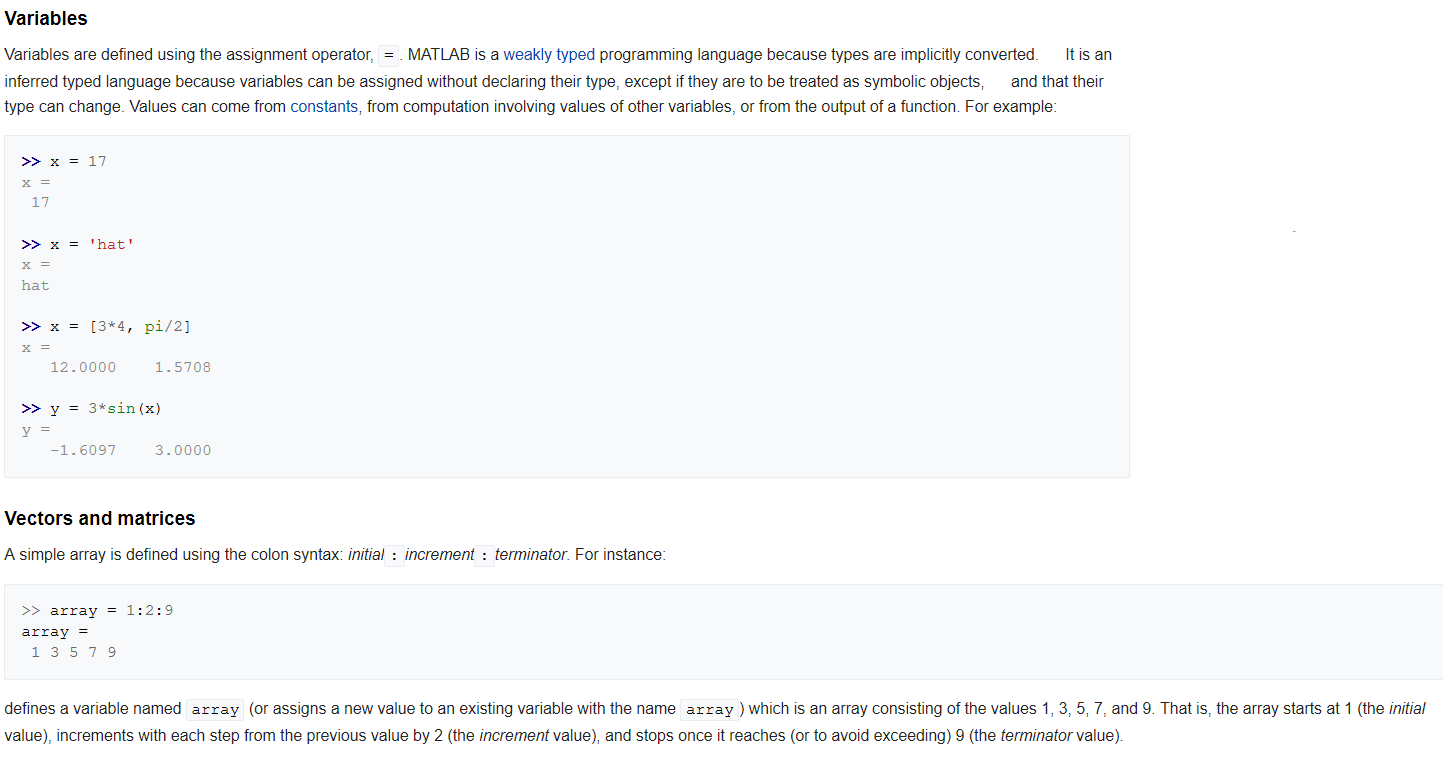 Variables
Variables are defined using the assignment operator, =. MATLAB is a weakly typed programming language because types are implicitly converted. It is an
inferred typed language because variables can be assigned without declaring their type, except if they are to be treated as symbolic objects, and that their
type can change. Values can come from constants, from computation involving values of other variables, or from the output of a function. For example:
>> x = 17
x =
 17
>> x = 'hat'
x =
hat
>> x = [3*4, pi/2]
x =
   12.0000    1.5708
>> y = 3*sin(x)
y =
   -1.6097    3.0000
Vectors and matrices
A simple array is defined using the colon syntax: initial : increment : terminator. For instance:
>> array = 1:2:9
array =
 1 3 5 7 9
defines a variable named array (or assigns a new value to an existing variable with the name array ) which is an array consisting of the values 1, 3, 5, 7, and 9. That is, the array starts at 1 (the initial
value), increments with each step from the previous value by 2 (the increment value), and stops once it reaches (or to avoid exceeding) 9 (the terminator value).